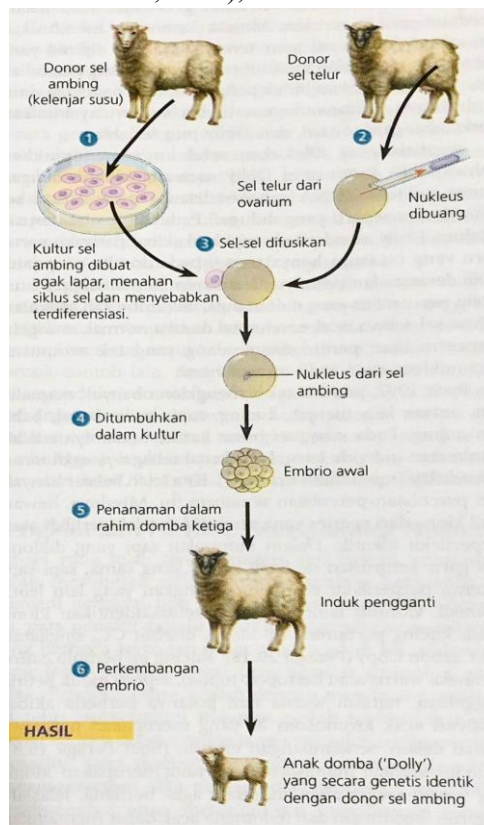 Donor sel
ambing
(kelenjar susu)
Donor
sel telur
1
2
Sel telur dari
ovarium
Nukleus
dibuang
3 Sel-sel difusikan
Kultur sel
ambing dibuat
agak lapar, menahan
siklus sel dan menyebabkan
terdiferensiasi.
Nukleus dari sel
ambing
4 Ditumbuhkan
dalam kultur
Embrio awal
5 Penanaman dalam
rahim domba ketiga
Induk pengganti
6 Perkembangan
embrio
HASIL
Anak domba ('Dolly')
yang secara genetis identik
dengan donor sel ambing